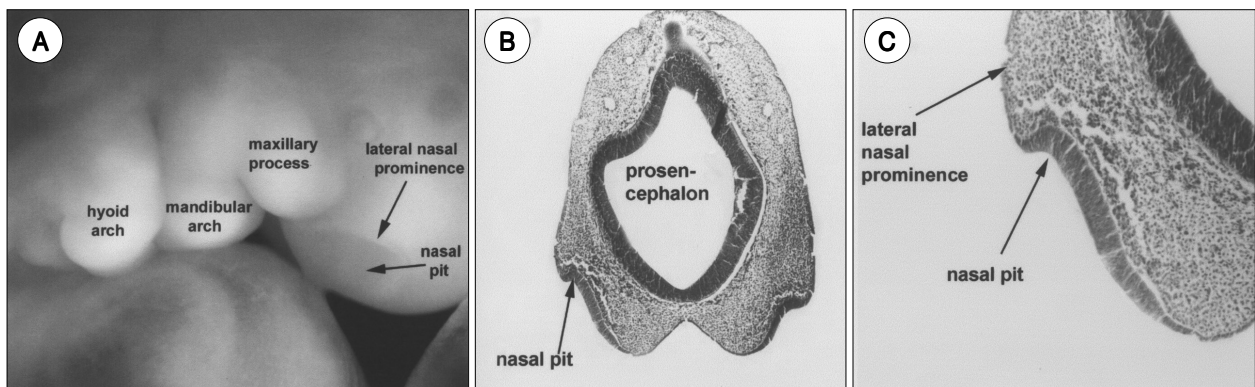 A
maxillary
process
lateral nasal
prominence
hyoid
arch
mandibular
arch
nasal
pit
B
prosen-
cephalon
nasal pit
C
lateral
nasal
prominence
nasal pit